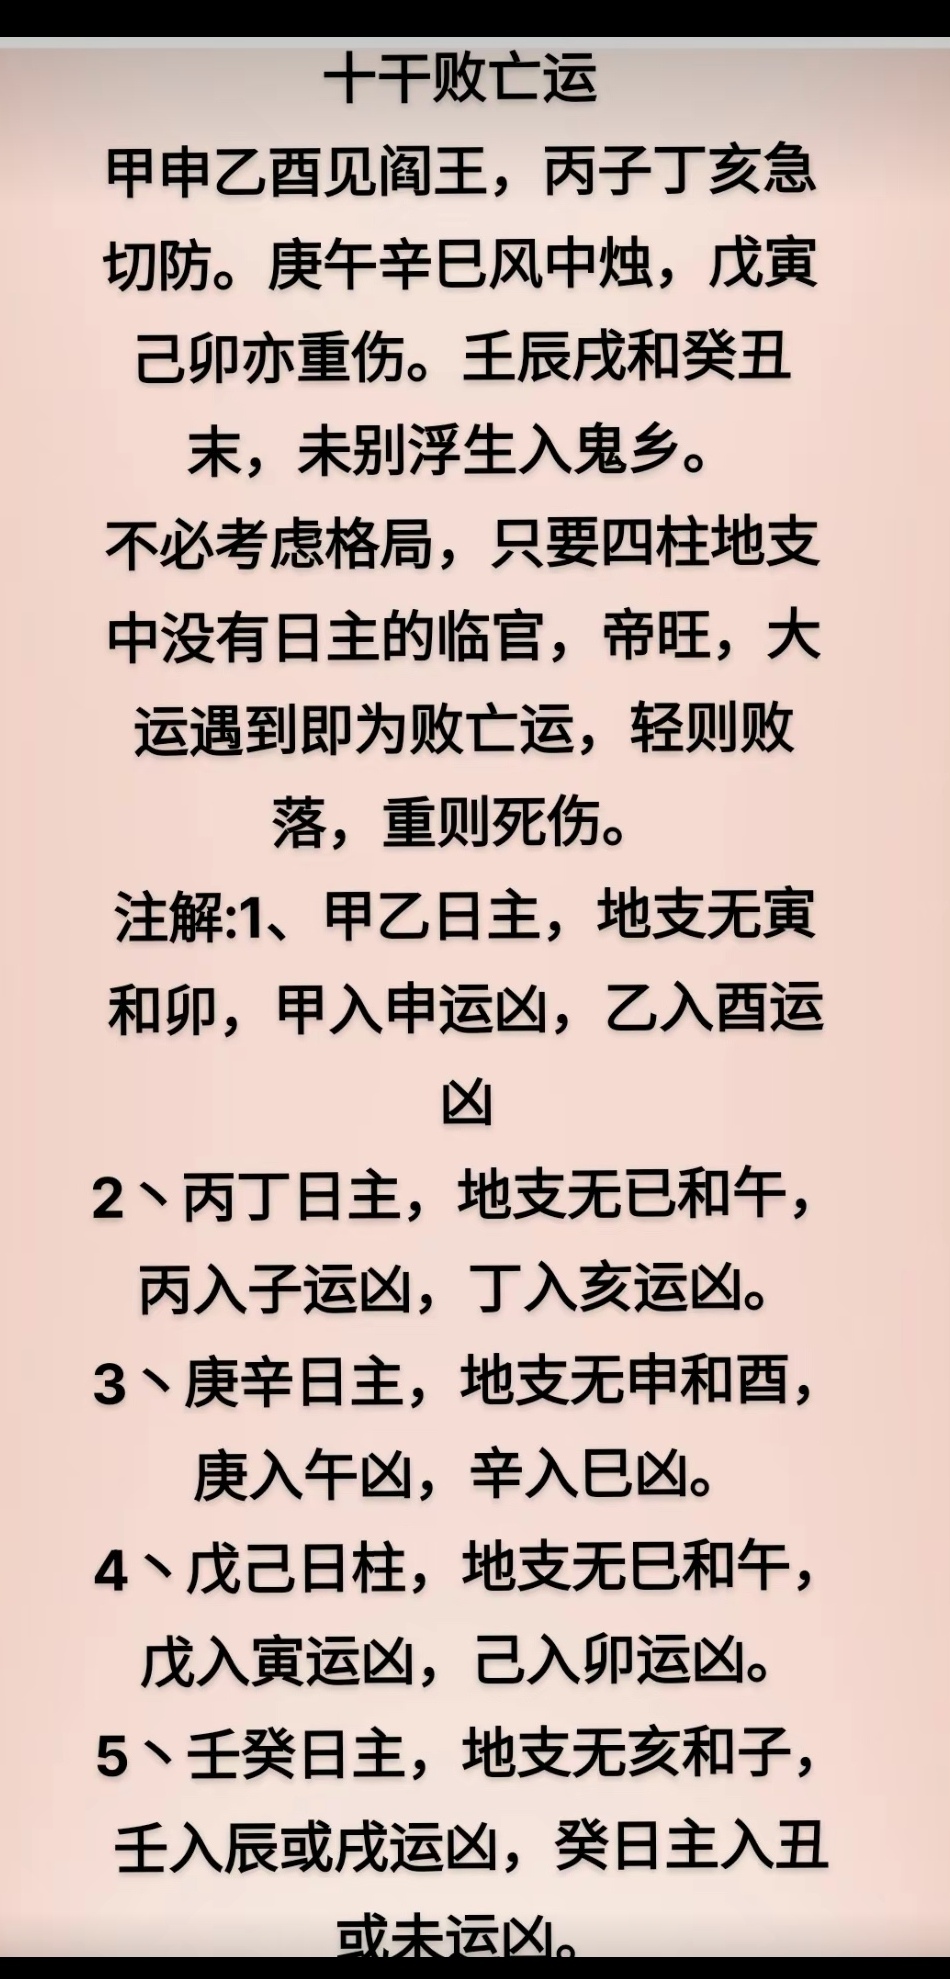 十干败亡运
甲申乙酉见阎王，丙子丁亥急
切防。庚午辛巳风中烛，戊寅
己卯亦重伤。壬辰戌和癸丑
末，未别浮生入鬼乡。
不必考虑格局，只要四柱地支
中没有日主的临官，帝旺，大
运遇到即为败亡运，轻则败
落，重则死伤。
注解:1、甲乙日主，地支无寅
和卯，甲入申运凶，乙入酉运
凶
2丶丙丁日主，地支无已和午，
丙入子运凶，丁入亥运凶。
3丶庚辛日主，地支无申和酉，
庚入午凶，辛入巳凶。
4丶戊己日柱，地支无巳和午，
戊入寅运凶，己入卯运凶。
5丶壬癸日主，地支无亥和子，
壬入辰或戌运凶，癸日主入丑
或未运凶。